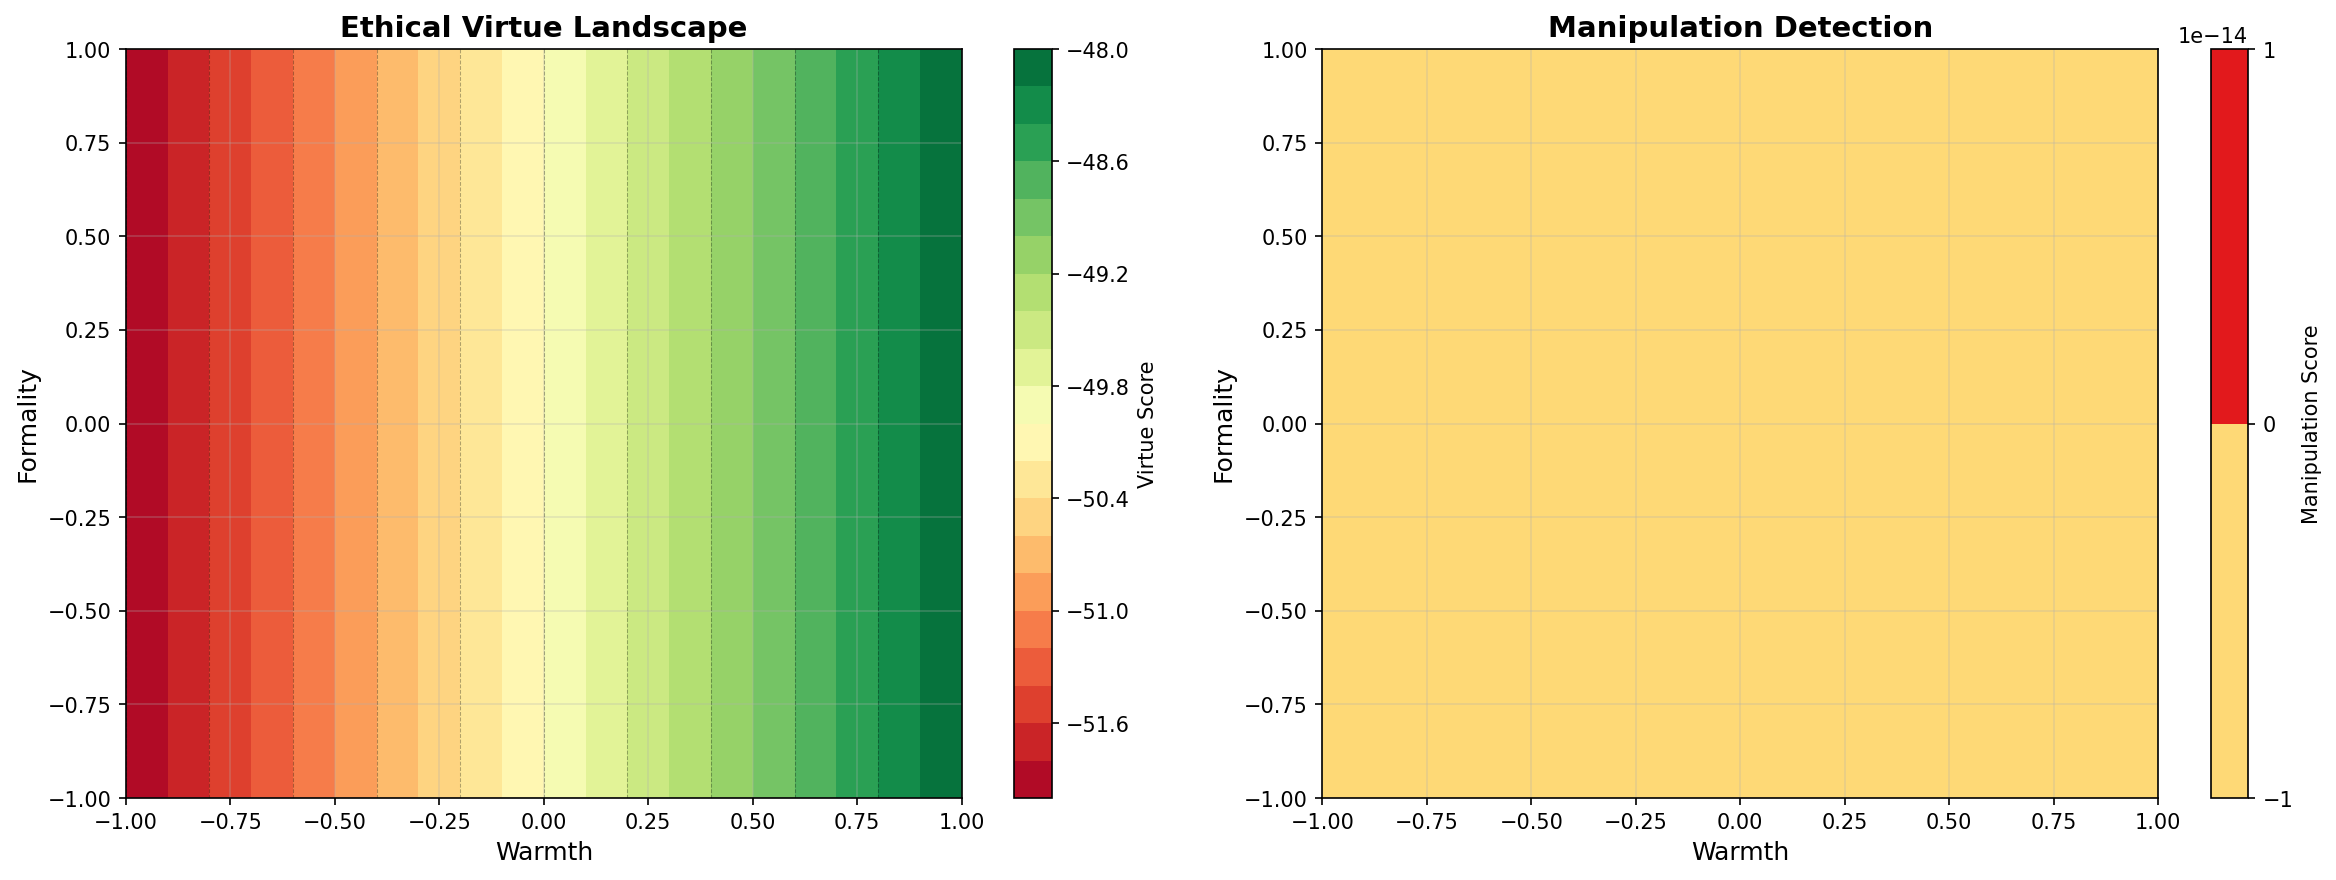 Ethical Virtue Landscape
1.00
0.75
0.50
0.25
0.00
−0.25
−0.50
−0.75
−1.00
Formality
−1.00 −0.75 −0.50 −0.25 0.00 0.25 0.50 0.75 1.00
Warmth
−48.0
−48.6
−49.2
−49.8
−50.4
−51.0
−51.6
Virtue Score
Manipulation Detection
1.00
0.75
0.50
0.25
0.00
−0.25
−0.50
−0.75
−1.00
Formality
−1.00 −0.75 −0.50 −0.25 0.00 0.25 0.50 0.75 1.00
Warmth
1e−14
1
0
−1
Manipulation Score